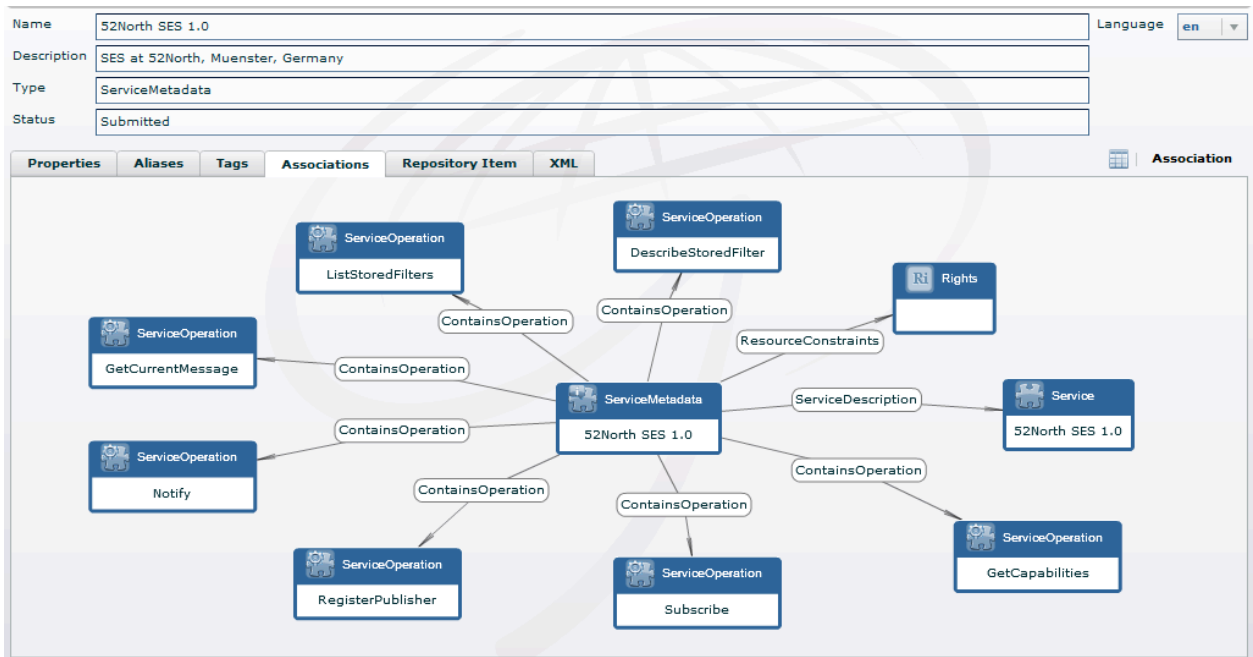 Name 52North SES 1.0 Language en
Description SES at 52North, Muenster, Germany
Type ServiceMetadata
Status Submitted
Properties Aliases Tags Associations Repository Item XML Association
ServiceOperation
DescribeStoredFilter
ServiceOperation
ListStoredFilters
Ri Rights
ContainsOperation
ContainsOperation
ServiceOperation
GetCurrentMessage
ResourceConstraints
ContainsOperation
ServiceMetadata
52North SES 1.0
ServiceDescription
Service
52North SES 1.0
ContainsOperation
ServiceOperation
Notify
ContainsOperation
ContainsOperation
ContainsOperation
ServiceOperation
GetCapabilities
ServiceOperation
RegisterPublisher
ServiceOperation
Subscribe